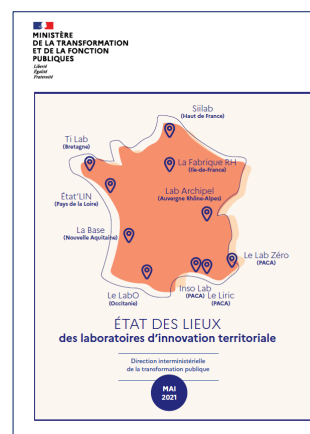 MINISTÈRE
DE LA TRANSFORMATION
ET DE LA FONCTION
PUBLIQUES
Liberté
Égalité
Fraternité
Siilab
(Haut de France)
Ti Lab
(Bretagne)
La Fabrique RH
(Ile-de-france)
État'LIN
(Pays de la Loire)
Lab Archipel
(Auvergne Rhône-Alpes)
La Base
(Nouvelle Aquitaine)
Le Lab Zéro
(PACA)
Le LabO
(Occitanie)
Inso Lab
(PACA)
Le Liric
(PACA)
ÉTAT DES LIEUX
des laboratoires d'innovation territoriale
Direction interministérielle
de la transformation publique
MAI
2021